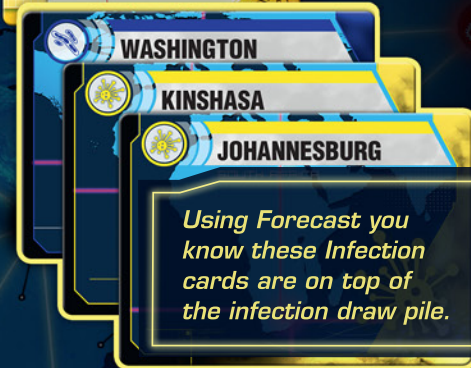 WASHINGTON
KINSHASA
JOHANNESBURG
Using Forecast you
know these Infection
cards are on top of
the infection draw pile.